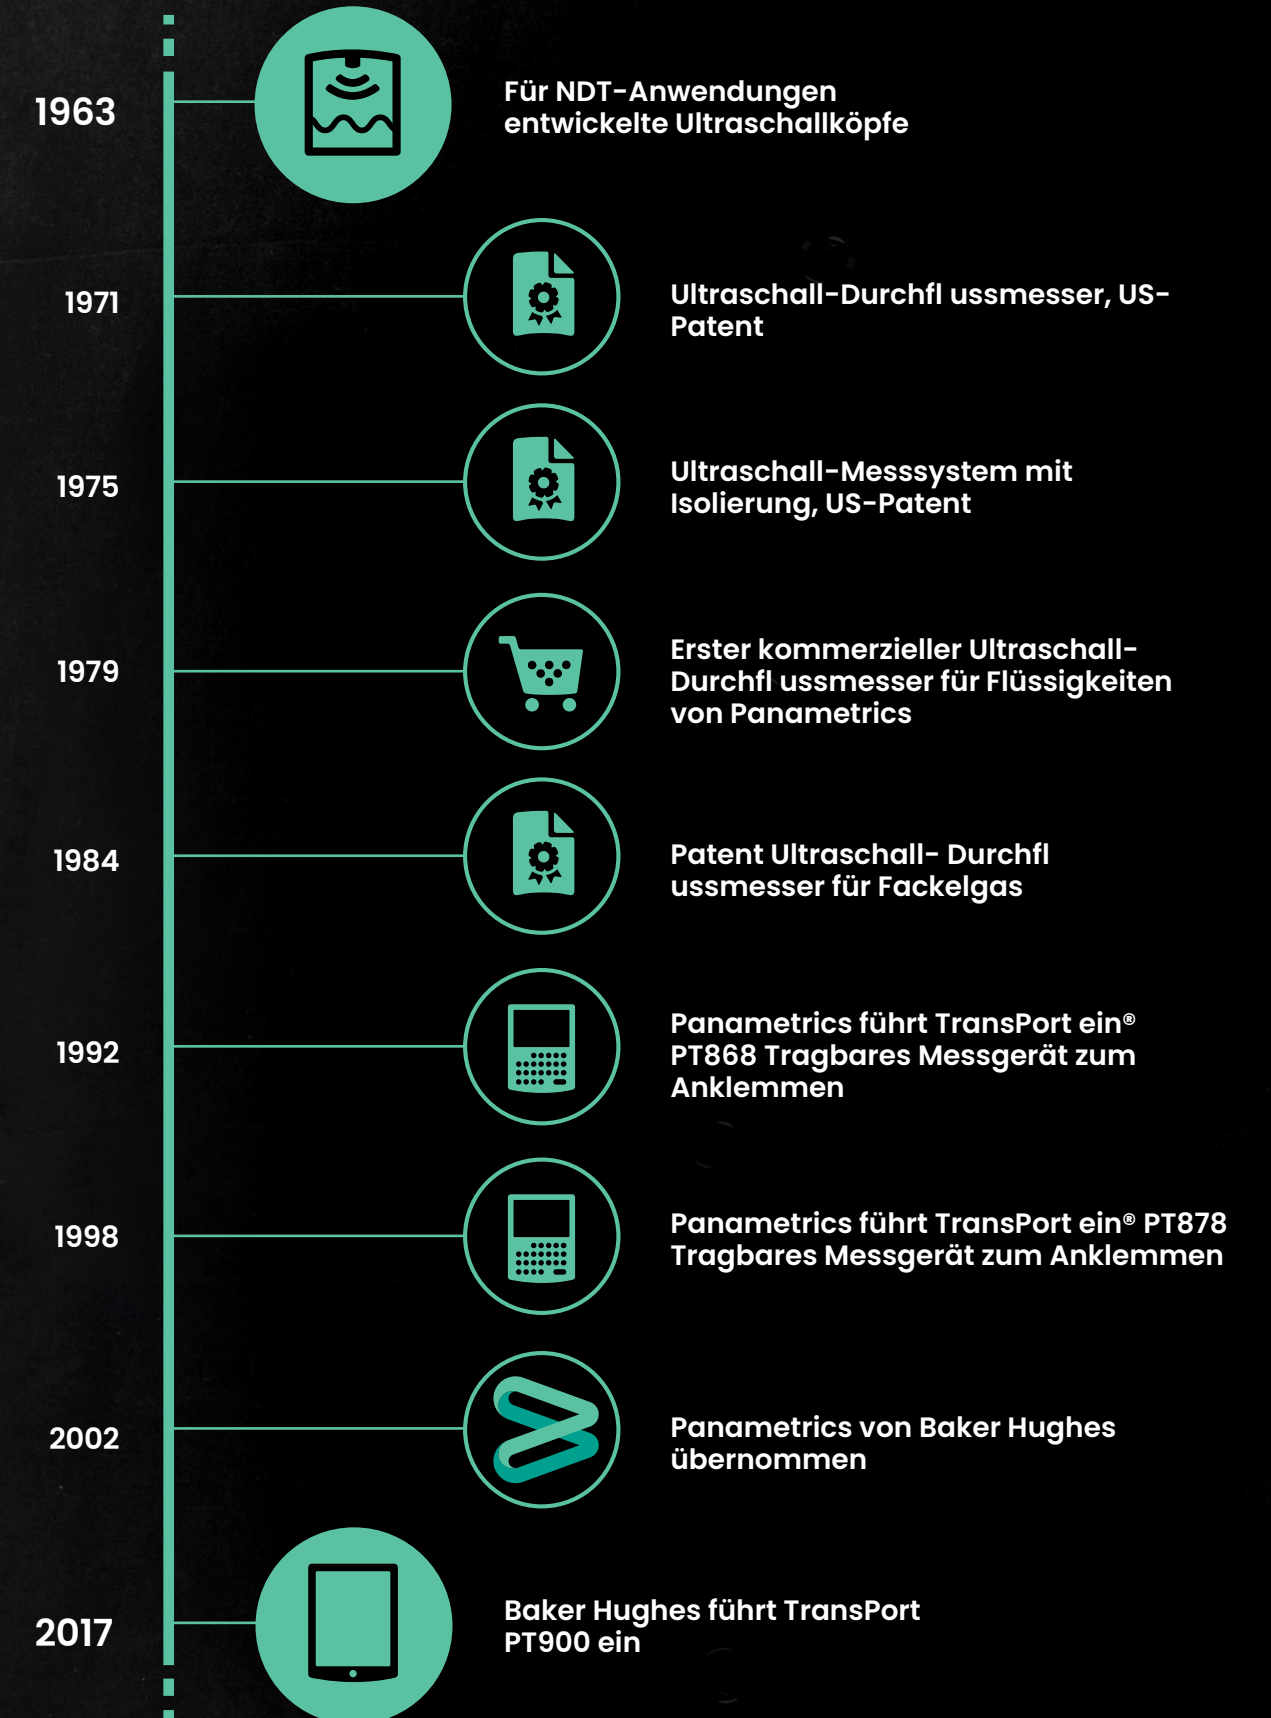 1963
Für NDT-Anwendungen
entwickelte Ultraschallköpfe
1971
Ultraschall-Durchfl ussmesser, US-
Patent
1975
Ultraschall-Messsystem mit
Isolierung, US-Patent
1979
Erster kommerzieller Ultraschall-
Durchfl ussmesser für Flüssigkeiten
von Panametrics
1984
Patent Ultraschall- Durchfl
ussmesser für Fackelgas
1992
Panametrics führt TransPort ein®
PT868 Tragbares Messgerät zum
Anklemmen
1998
Panametrics führt TransPort ein® PT878
Tragbares Messgerät zum Anklemmen
2002
Panametrics von Baker Hughes
übernommen
2017
Baker Hughes führt TransPort
PT900 ein